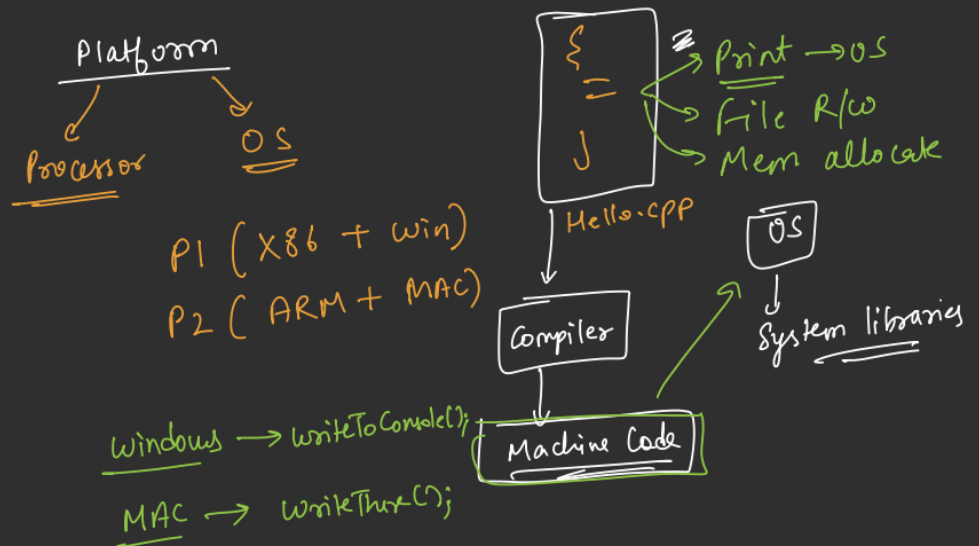 Platform
Processor
OS
P1 (X86 + Win)
P2 ( ARM + MAC)
{
}
Hello.cpp
Print → OS
File R/W
Mem allocate
Compiler
Machine Code
OS
System libraries
Windows → WriteToConsole();
MAC → WriteThere();